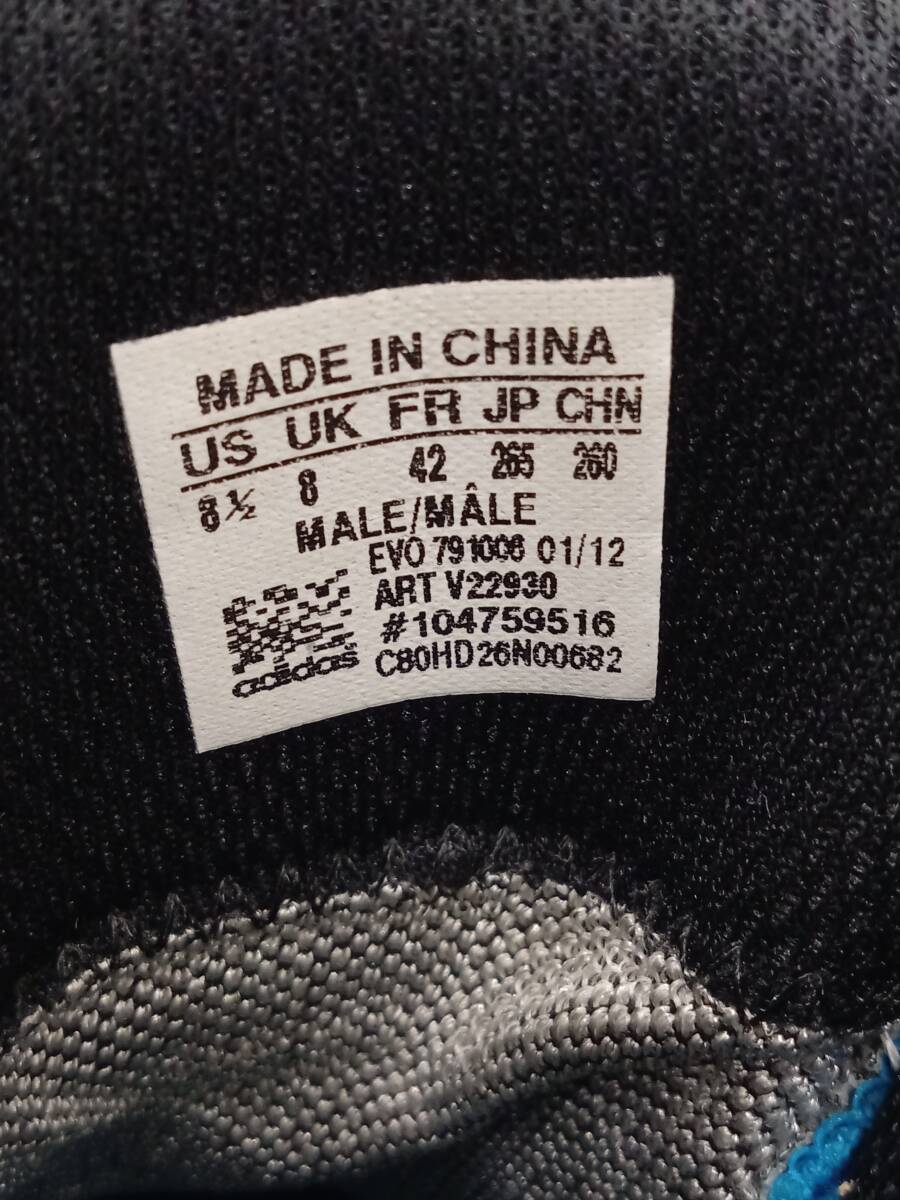 MADE IN CHINA
US UK FR JP CHN
8½ 8 42 265 260
MALE/MÂLE
EVO 791006 01/12
ART V22930
#104759516
adidas C80HD26N00682